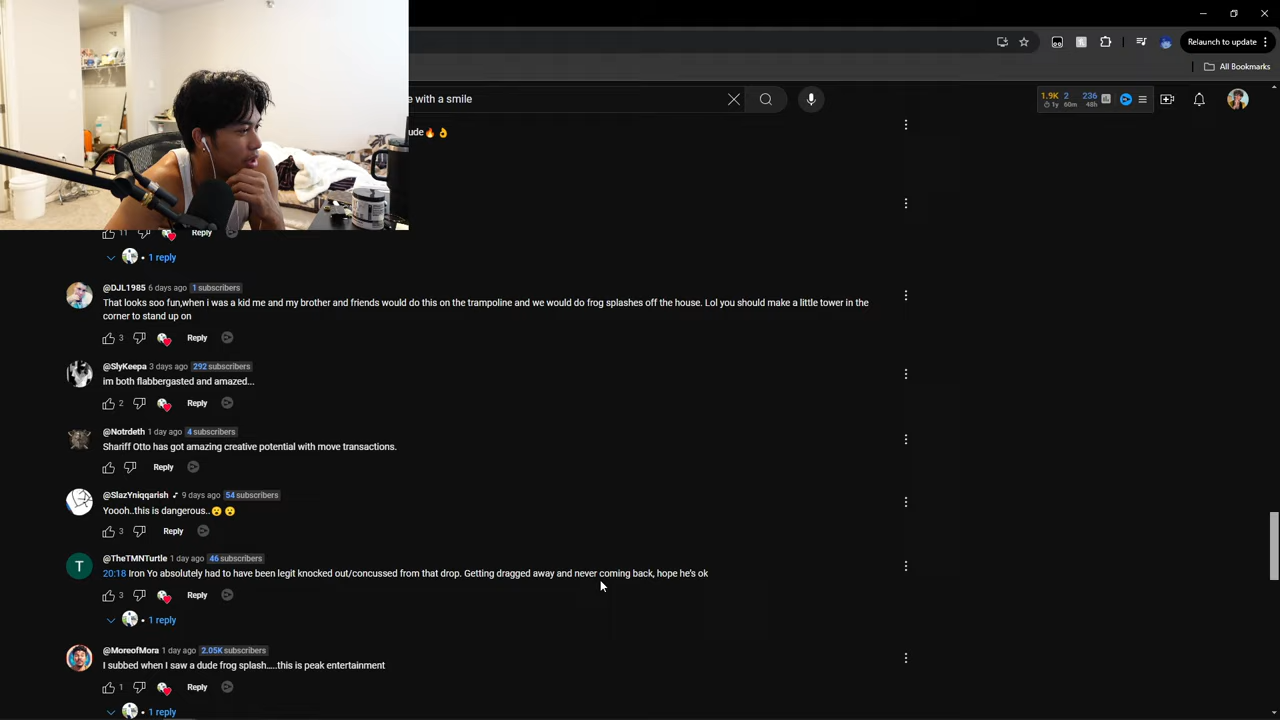 Relaunch to update
All Bookmarks
e with a smile
1.9K 2 236
1y 60m 48h
ude🔥👌
11 Reply
1 reply
@DJL1985 6 days ago 1 subscribers
That looks soo fun,when i was a kid me and my brother and friends would do this on the trampoline and we would do frog splashes off the house. Lol you should make a little tower in the
corner to stand up on
3 Reply
@SlyKeepa 3 days ago 292 subscribers
im both flabbergasted and amazed...
2 Reply
@Notrdeth 1 day ago 4 subscribers
Shariff Otto has got amazing creative potential with move transactions.
Reply
@SlazYniqqarish 9 days ago 54 subscribers
Yoooh..this is dangerous..😮😮
3 Reply
T
@TheTMNTurtle 1 day ago 46 subscribers
20:18 Iron Yo absolutely had to have been legit knocked out/concussed from that drop. Getting dragged away and never coming back, hope he's ok
3 Reply
1 reply
@MoreofMora 1 day ago 2.05K subscribers
I subbed when I saw a dude frog splash.....this is peak entertainment
1 Reply
1 reply